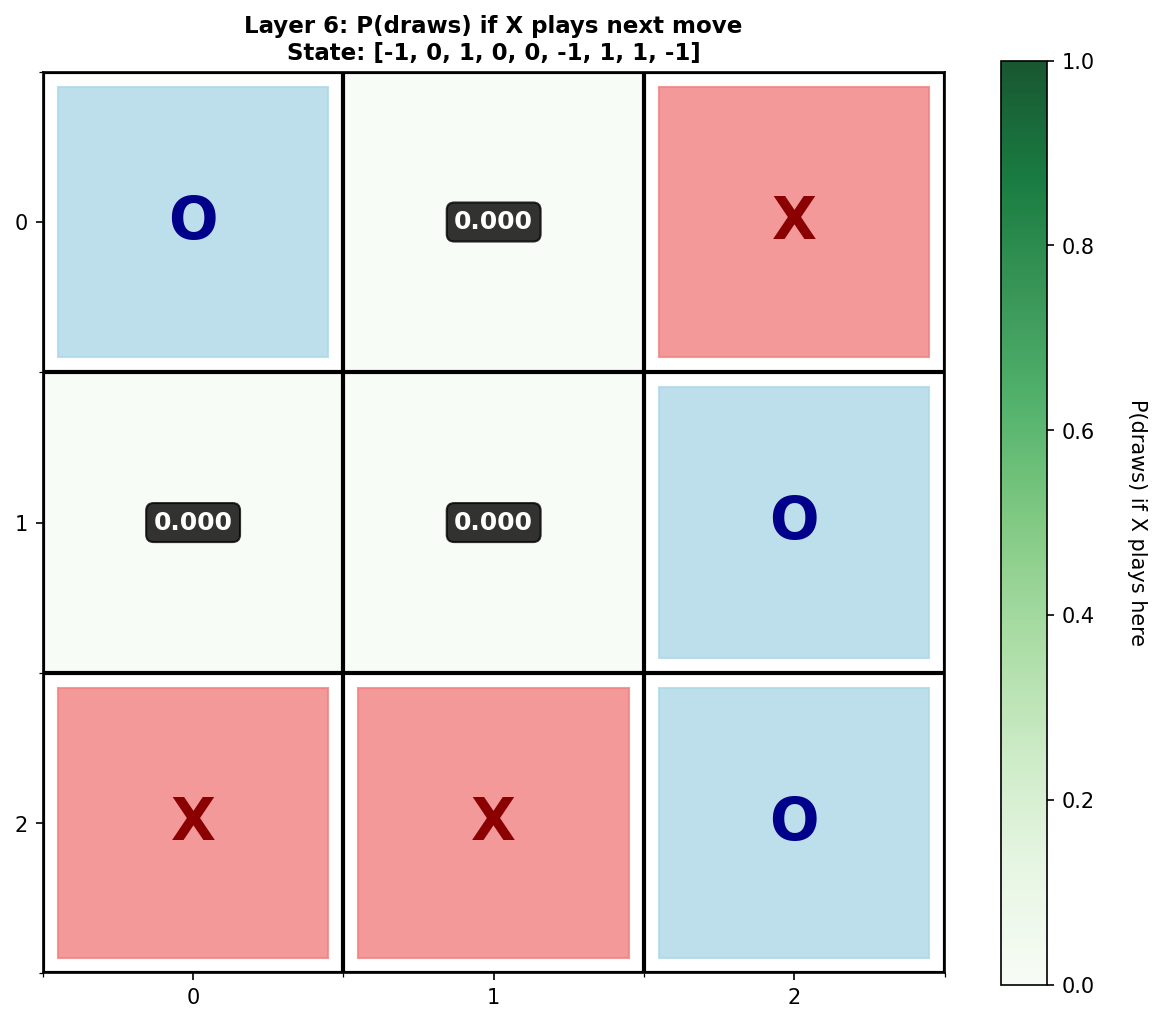 Layer 6: P(draws) if X plays next move
State: [-1, 0, 1, 0, 0, -1, 1, 1, -1]
O
0.000
X
0.000
0.000
O
X
X
O
0
1
2
0
1
2
1.0
0.8
0.6
0.4
0.2
0.0
P(draws) if X plays here